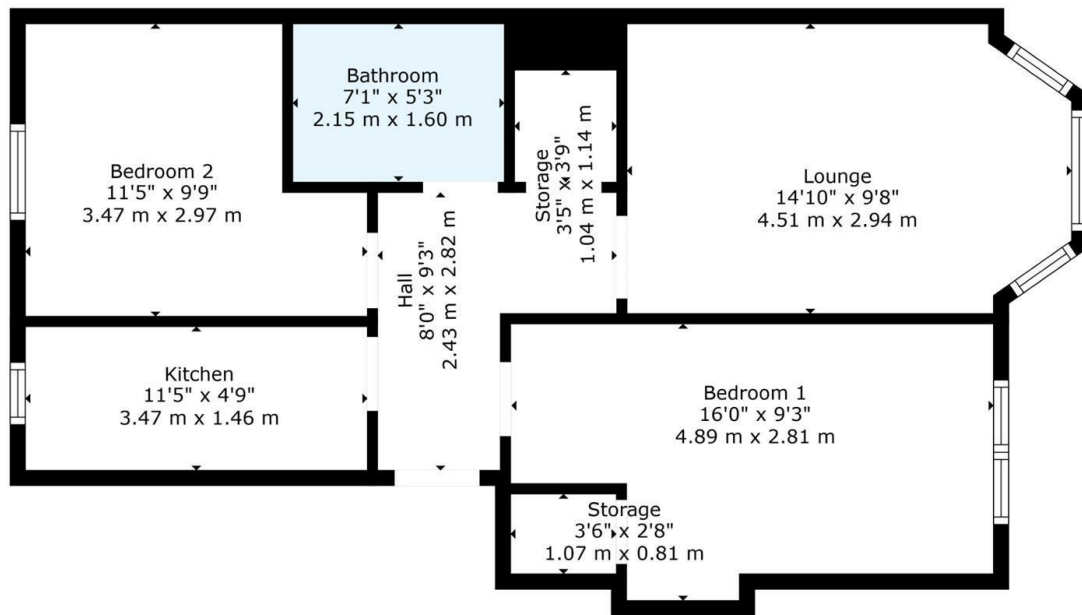 Bathroom
7'1" x 5'3"
2.15 m x 1.60 m
Bedroom 2
11'5" x 9'9"
3.47 m x 2.97 m
Storage
3'5" x 3'9"
1.04 m x 1.14 m
Lounge
14'10" x 9'8"
4.51 m x 2.94 m
Hall
8'0" x 9'3"
2.43 m x 2.82 m
Kitchen
11'5" x 4'9"
3.47 m x 1.46 m
Bedroom 1
16'0" x 9'3"
4.89 m x 2.81 m
Storage
3'6" x 2'8"
1.07 m x 0.81 m